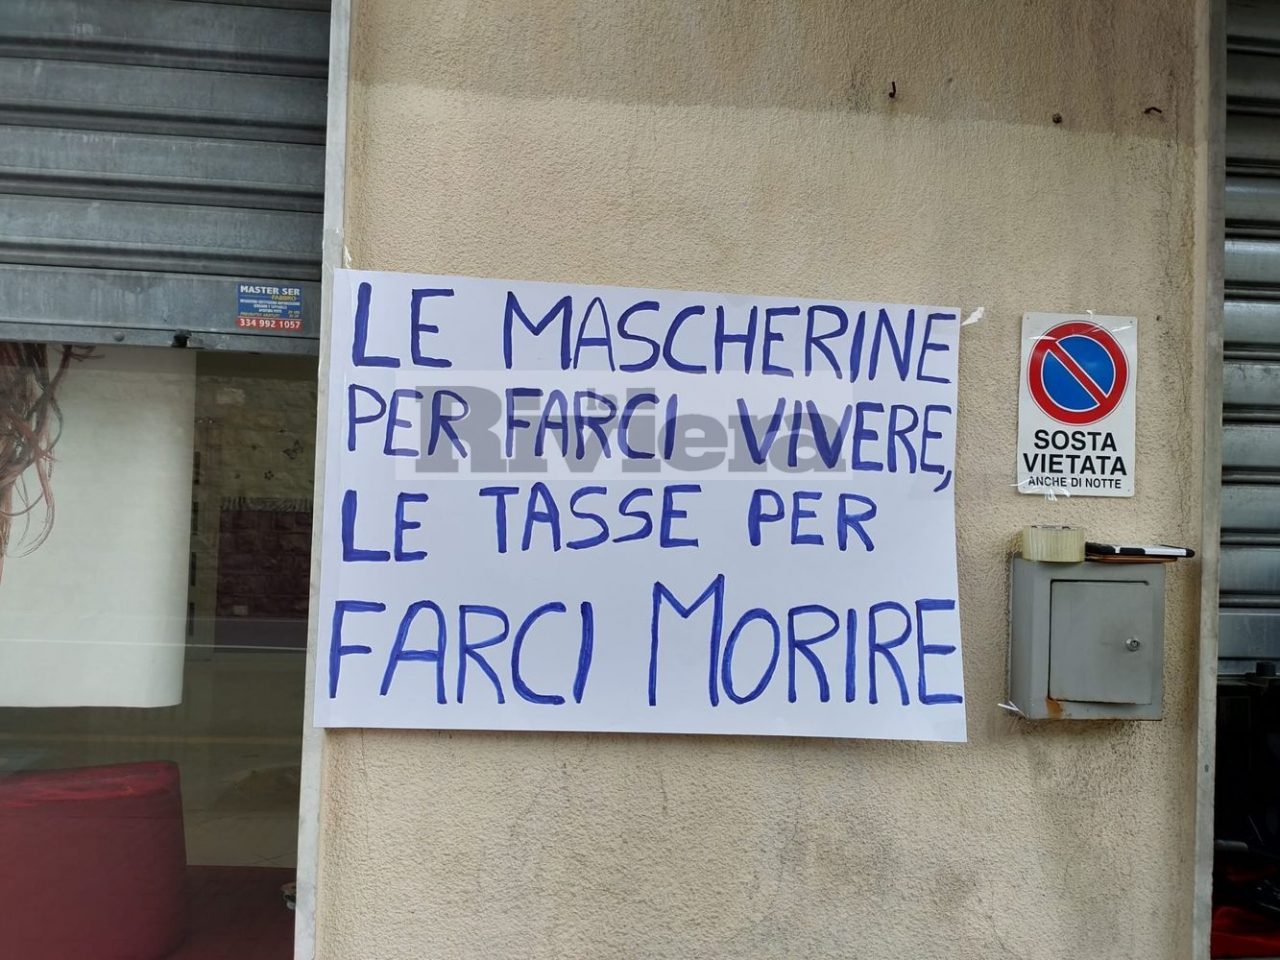 LE MASCHERINE
PER FARCI VIVERE,
LE TASSE PER
FARCI MORIRE
Riviera
SOSTA
VIETATA
ANCHE DI NOTTE
MASTER SER
FABBRO
334 992 1057